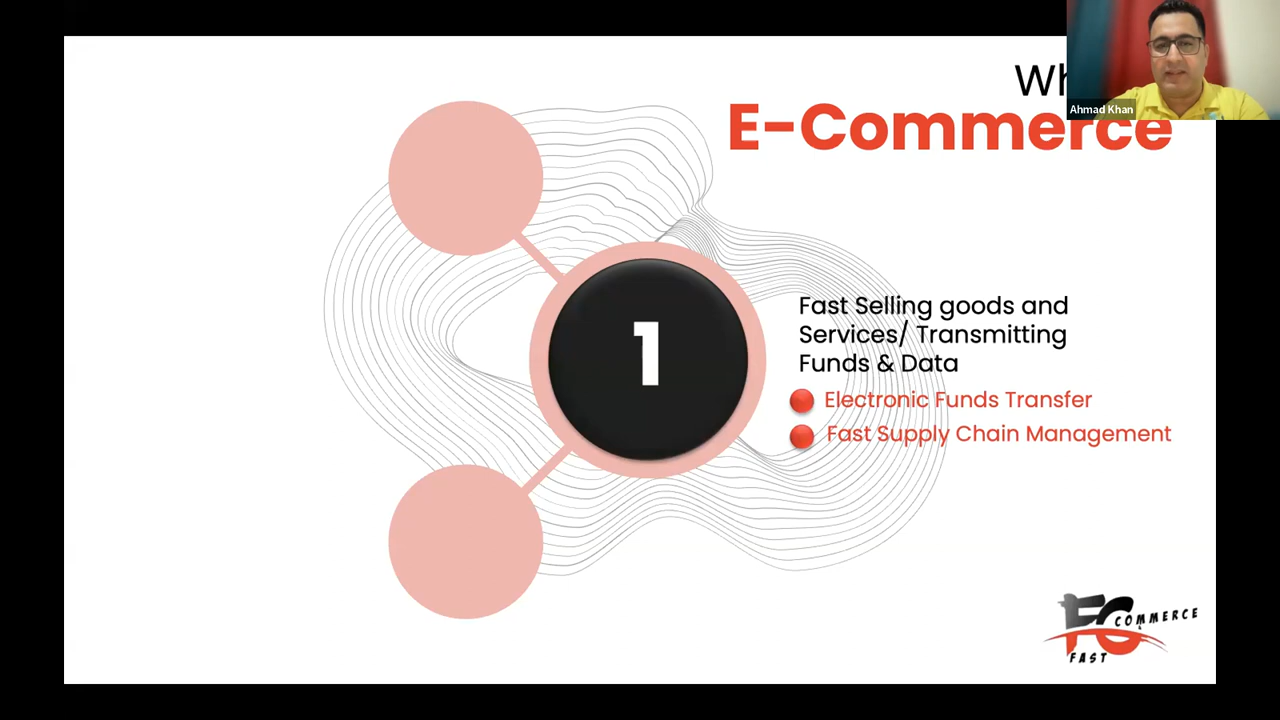 E-Commerce
Ahmad Khan
1
Fast Selling goods and
Services/ Transmitting
Funds & Data
Electronic Funds Transfer
Fast Supply Chain Management
FC
COMMERCE
FAST